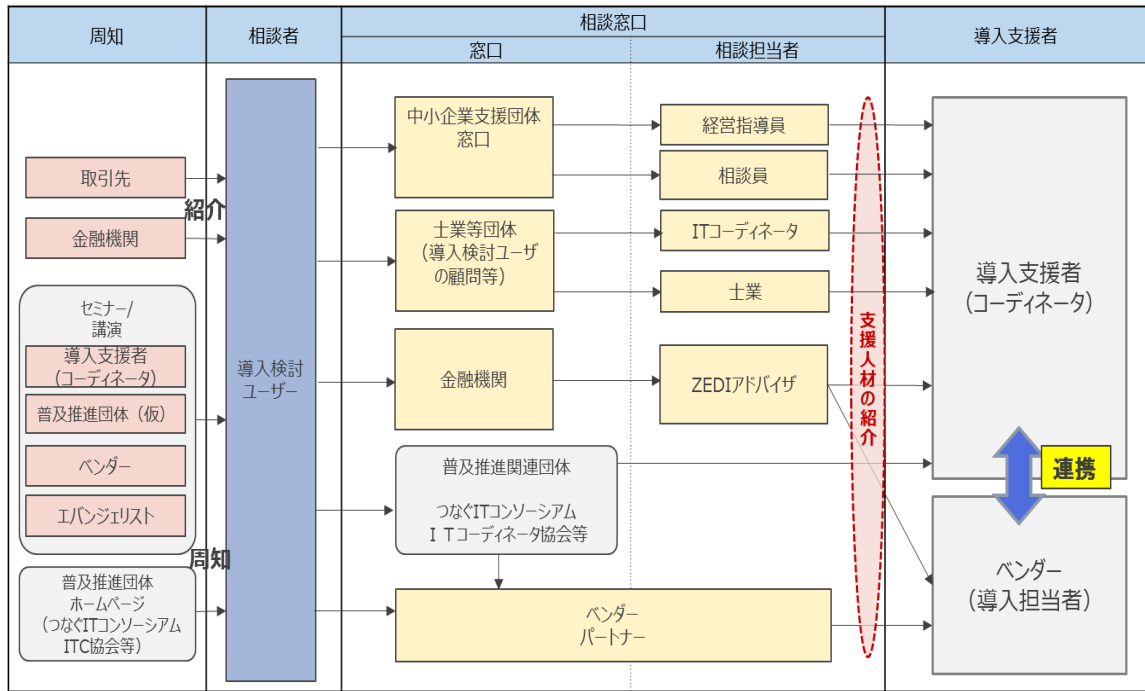 周知
相談者
相談窓口
窓口
相談担当者
導入支援者
取引先
金融機関
紹介
セミナー/
講演
導入支援者
(コーディネータ)
普及推進団体（仮）
ベンダー
エバンジェリスト
周知
普及推進団体
ホームページ
（つなぐITコンソーシアム
ITC協会等）
導入検討
ユーザー
中小企業支援団体
窓口
士業等団体
（導入検討ユーザ
の顧問等）
金融機関
普及推進関連団体
つなぐITコンソーシアム
ＩＴコーディネータ協会等
ベンダー
パートナー
経営指導員
相談員
ITコーディネータ
士業
ZEDIアドバイザ
支援人材の紹介
導入支援者
(コーディネータ)
連携
ベンダー
（導入担当者）